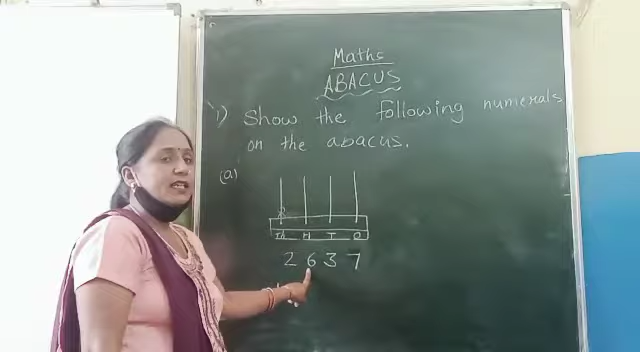 Maths
ABACUS
1) Show the following numerals
on the abacus.
(a)
Th H T O
2 6 3 7